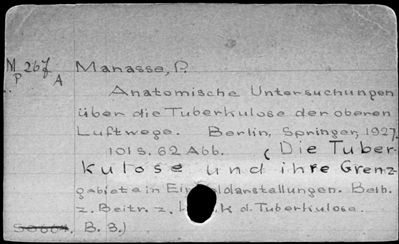 M 267 Manasse, P.
P A
Anatomische Untersuchungen
über die Tuberkulose der oberen
Luftwege. Berlin, Springer, 1927.
101 S. 62 Abb. (Die Tuber-
kulose und ihre Grenz-
gebiete in Einzeldarstellungen. Beih.
z. Beitr. z. k d. Tuberkulose.
B. 3.)